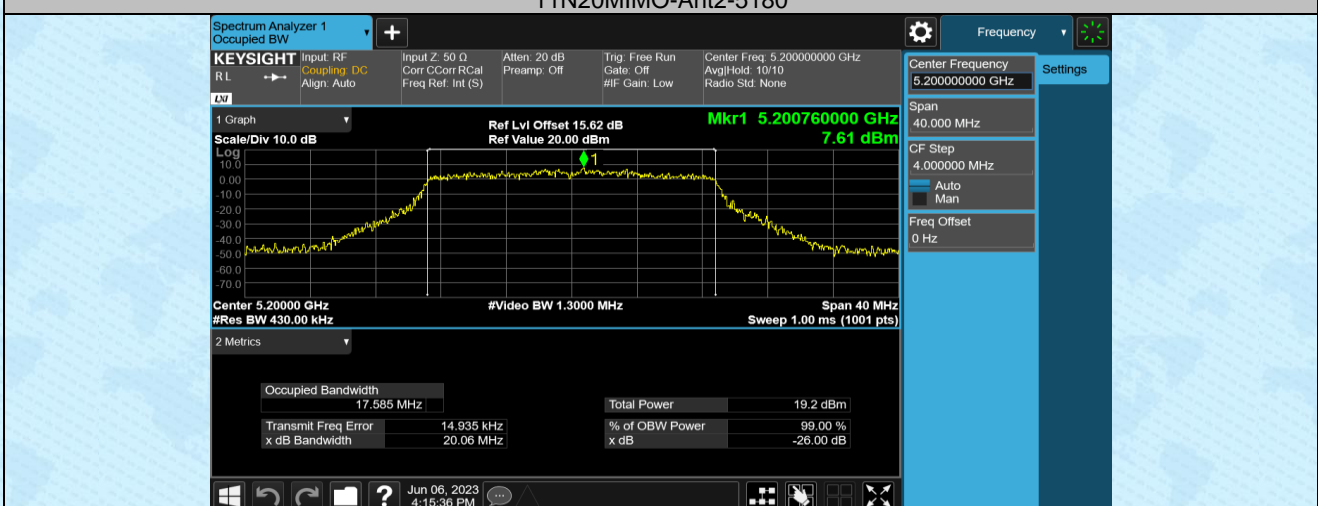 11N20MIMO-Ant2-5180
Spectrum Analyzer 1
Occupied BW
Frequency
KEYSIGHT
R L
LXI
Input: RF
Coupling: DC
Align: Auto
Input Z: 50 Ω
Corr CCorr RCal
Freq Ref: Int (S)
Atten: 20 dB
Preamp: Off
Trig: Free Run
Gate: Off
#IF Gain: Low
Center Freq: 5.200000000 GHz
Avg|Hold: 10/10
Radio Std: None
Center Frequency
5.200000000 GHz
Settings
Span
40.000 MHz
CF Step
4.000000 MHz
Auto
Man
Freq Offset
0 Hz
1 Graph
Scale/Div 10.0 dB
Ref Lvl Offset 15.62 dB
Ref Value 20.00 dBm
Mkr1 5.200760000 GHz
7.61 dBm
Log
10.0
0.00
-10.0
-20.0
-30.0
-40.0
-50.0
-60.0
-70.0
1
Center 5.20000 GHz
#Video BW 1.3000 MHz
Span 40 MHz
#Res BW 430.00 kHz
Sweep 1.00 ms (1001 pts)
2 Metrics
Occupied Bandwidth
17.585 MHz
Total Power 19.2 dBm
Transmit Freq Error 14.935 kHz
% of OBW Power 99.00 %
x dB Bandwidth 20.06 MHz
x dB -26.00 dB
?
Jun 06, 2023
4:15:36 PM